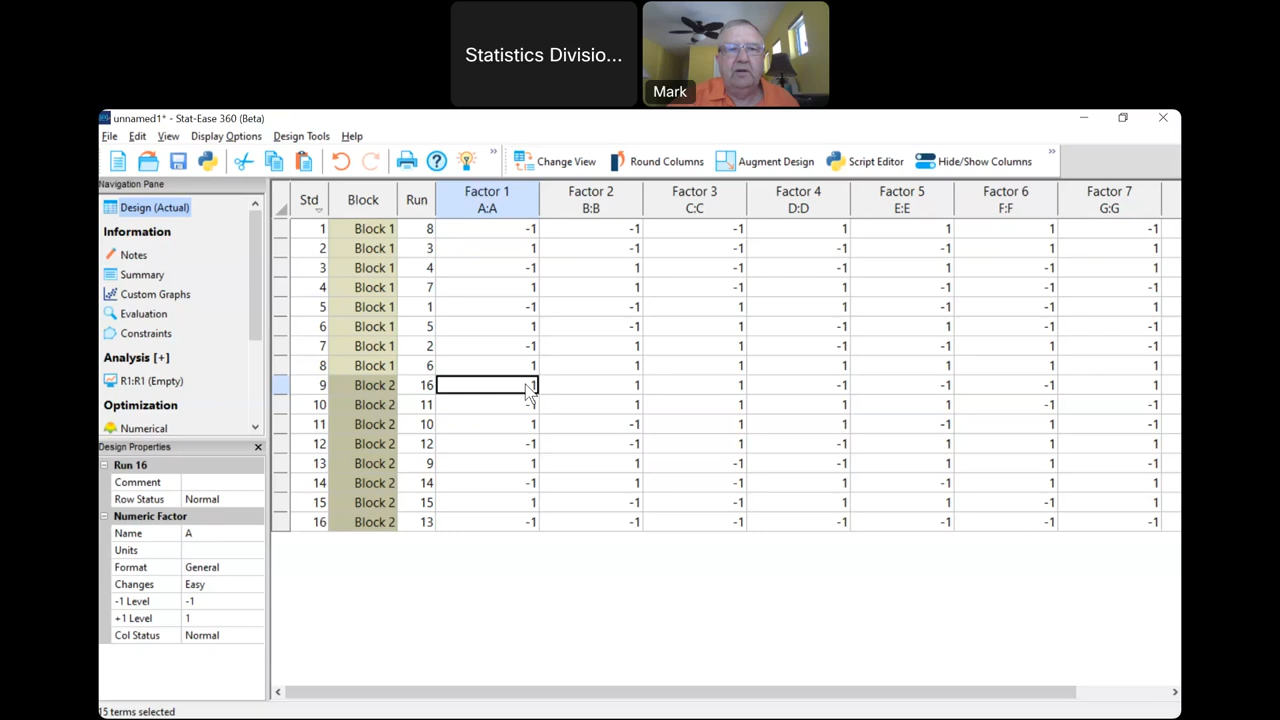 Statistics Divisio...
Mark
unnamed1* - Stat-Ease 360 (Beta)
File Edit View Display Options Design Tools Help
» Change View Round Columns Augment Design Script Editor Hide/Show Columns »
Navigation Pane
Design (Actual)
Information
Notes
Summary
Custom Graphs
Evaluation
Constraints
Analysis [+]
R1:R1 (Empty)
Optimization
Numerical
Design Properties
Run 16
Comment
Row Status Normal
Numeric Factor
Name A
Units
Format General
Changes Easy
-1 Level -1
+1 Level 1
Col Status Normal
Std Block Run Factor 1 A:A Factor 2 B:B Factor 3 C:C Factor 4 D:D Factor 5 E:E Factor 6 F:F Factor 7 G:G
1 Block 1 8 -1 -1 -1 1 1 1 -1
2 Block 1 3 1 -1 -1 -1 -1 1 1
3 Block 1 4 -1 1 -1 -1 1 -1 1
4 Block 1 7 1 1 -1 1 -1 -1 -1
5 Block 1 1 -1 -1 1 1 -1 -1 1
6 Block 1 5 1 -1 1 -1 1 -1 -1
7 Block 1 2 -1 1 1 -1 -1 1 -1
8 Block 1 6 1 1 1 1 1 1 1
9 Block 2 16 1 1 1 -1 -1 -1 1
10 Block 2 11 -1 1 1 1 1 -1 -1
11 Block 2 10 1 -1 1 1 -1 1 -1
12 Block 2 12 -1 -1 1 -1 1 1 1
13 Block 2 9 1 1 -1 -1 1 1 -1
14 Block 2 14 -1 1 -1 1 -1 1 1
15 Block 2 15 1 -1 -1 1 1 -1 1
16 Block 2 13 -1 -1 -1 -1 -1 -1 -1
15 terms selected